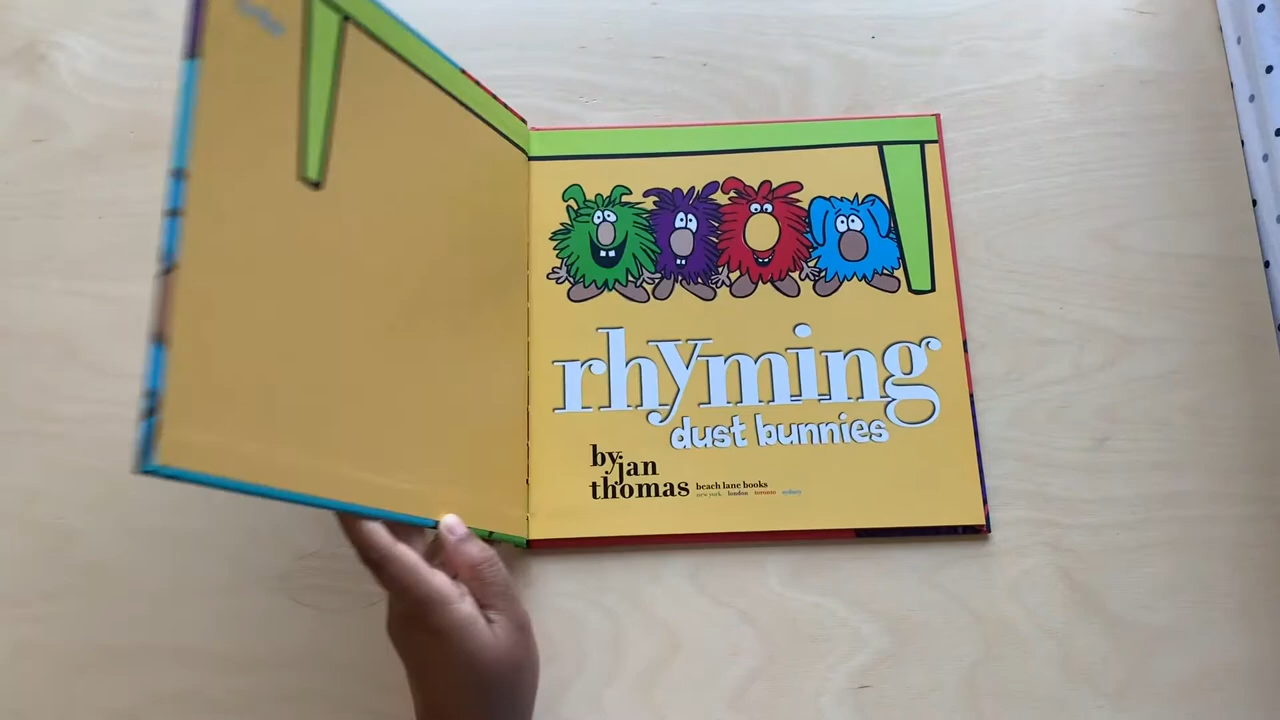 rhyming
dust bunnies
by jan
thomas
beach lane books
new york london toronto sydney